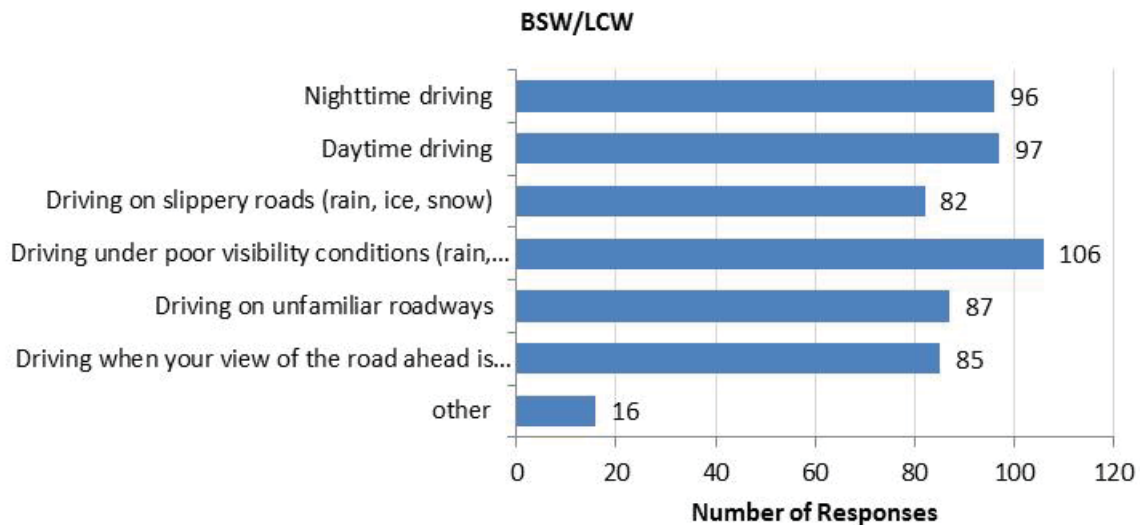 BSW/LCW
Nighttime driving 96
Daytime driving 97
Driving on slippery roads (rain, ice, snow) 82
Driving under poor visibility conditions (rain,... 106
Driving on unfamiliar roadways 87
Driving when your view of the road ahead is... 85
other 16
0 20 40 60 80 100 120
Number of Responses